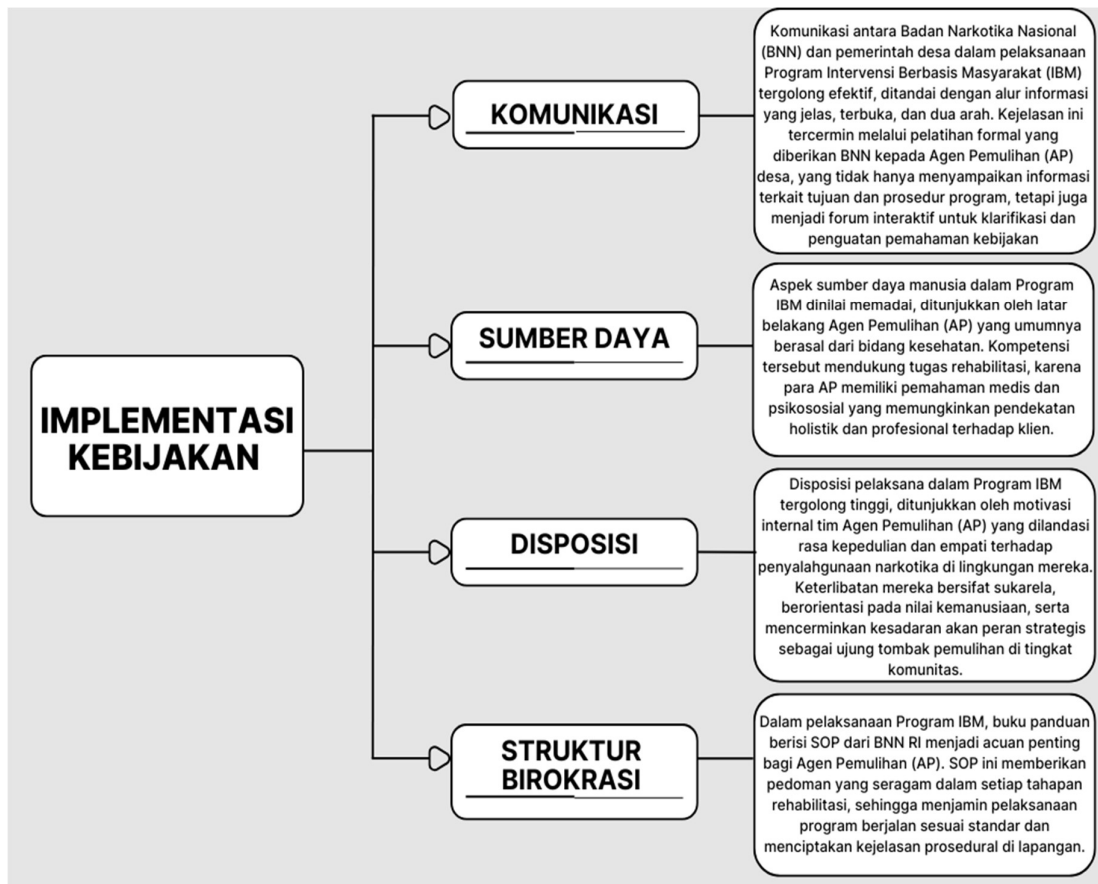 IMPLEMENTASI
KEBIJAKAN
KOMUNIKASI
Komunikasi antara Badan Narkotika Nasional
(BNN) dan pemerintah desa dalam pelaksanaan
Program Intervensi Berbasis Masyarakat (IBM)
tergolong efektif, ditandai dengan alur informasi
yang jelas, terbuka, dan dua arah. Kejelasan ini
tercermin melalui pelatihan formal yang
diberikan BNN kepada Agen Pemulihan (AP)
desa, yang tidak hanya menyampaikan informasi
terkait tujuan dan prosedur program, tetapi juga
menjadi forum interaktif untuk klarifikasi dan
penguatan pemahaman kebijakan
SUMBER DAYA
Aspek sumber daya manusia dalam Program
IBM dinilai memadai, ditunjukkan oleh latar
belakang Agen Pemulihan (AP) yang umumnya
berasal dari bidang kesehatan. Kompetensi
tersebut mendukung tugas rehabilitasi, karena
para AP memiliki pemahaman medis dan
psikososial yang memungkinkan pendekatan
holistik dan profesional terhadap klien.
DISPOSISI
Disposisi pelaksana dalam Program IBM
tergolong tinggi, ditunjukkan oleh motivasi
internal tim Agen Pemulihan (AP) yang dilandasi
rasa kepedulian dan empati terhadap
penyalahgunaan narkotika di lingkungan mereka.
Keterlibatan mereka bersifat sukarela,
berorientasi pada nilai kemanusiaan, serta
mencerminkan kesadaran akan peran strategis
sebagai ujung tombak pemulihan di tingkat
komunitas.
STRUKTUR
BIROKRASI
Dalam pelaksanaan Program IBM, buku panduan
berisi SOP dari BNN RI menjadi acuan penting
bagi Agen Pemulihan (AP). SOP ini memberikan
pedoman yang seragam dalam setiap tahapan
rehabilitasi, sehingga menjamin pelaksanaan
program berjalan sesuai standar dan
menciptakan kejelasan prosedural di lapangan.